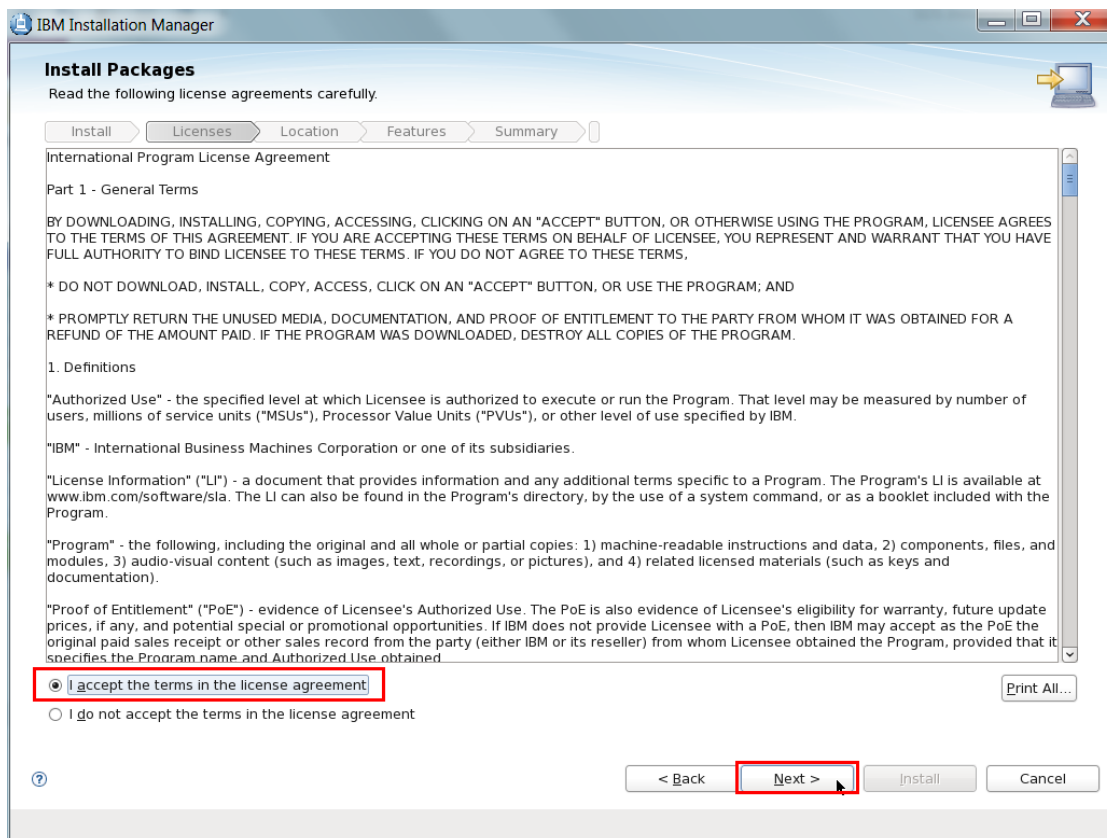 IBM Installation Manager
Install Packages
Read the following license agreements carefully.
Install
Licenses
Location
Features
Summary
International Program License Agreement
Part 1 - General Terms
BY DOWNLOADING, INSTALLING, COPYING, ACCESSING, CLICKING ON AN "ACCEPT" BUTTON, OR OTHERWISE USING THE PROGRAM, LICENSEE AGREES
TO THE TERMS OF THIS AGREEMENT. IF YOU ARE ACCEPTING THESE TERMS ON BEHALF OF LICENSEE, YOU REPRESENT AND WARRANT THAT YOU HAVE
FULL AUTHORITY TO BIND LICENSEE TO THESE TERMS. IF YOU DO NOT AGREE TO THESE TERMS,
* DO NOT DOWNLOAD, INSTALL, COPY, ACCESS, CLICK ON AN "ACCEPT" BUTTON, OR USE THE PROGRAM; AND
* PROMPTLY RETURN THE UNUSED MEDIA, DOCUMENTATION, AND PROOF OF ENTITLEMENT TO THE PARTY FROM WHOM IT WAS OBTAINED FOR A
REFUND OF THE AMOUNT PAID. IF THE PROGRAM WAS DOWNLOADED, DESTROY ALL COPIES OF THE PROGRAM.
1. Definitions
"Authorized Use" - the specified level at which Licensee is authorized to execute or run the Program. That level may be measured by number of
users, millions of service units ("MSUs"), Processor Value Units ("PVUs"), or other level of use specified by IBM.
"IBM" - International Business Machines Corporation or one of its subsidiaries.
"License Information" ("LI") - a document that provides information and any additional terms specific to a Program. The Program's LI is available at
www.ibm.com/software/sla. The LI can also be found in the Program's directory, by the use of a system command, or as a booklet included with the
Program.
"Program" - the following, including the original and all whole or partial copies: 1) machine-readable instructions and data, 2) components, files, and
modules, 3) audio-visual content (such as images, text, recordings, or pictures), and 4) related licensed materials (such as keys and
documentation).
"Proof of Entitlement" ("PoE") - evidence of Licensee's Authorized Use. The PoE is also evidence of Licensee's eligibility for warranty, future update
prices, if any, and potential special or promotional opportunities. If IBM does not provide Licensee with a PoE, then IBM may accept as the PoE the
original paid sales receipt or other sales record from the party (either IBM or its reseller) from whom Licensee obtained the Program, provided that it
specifies the Program name and Authorized Use obtained
I accept the terms in the license agreement
Print All...
I do not accept the terms in the license agreement
?
< Back
Next >
Install
Cancel